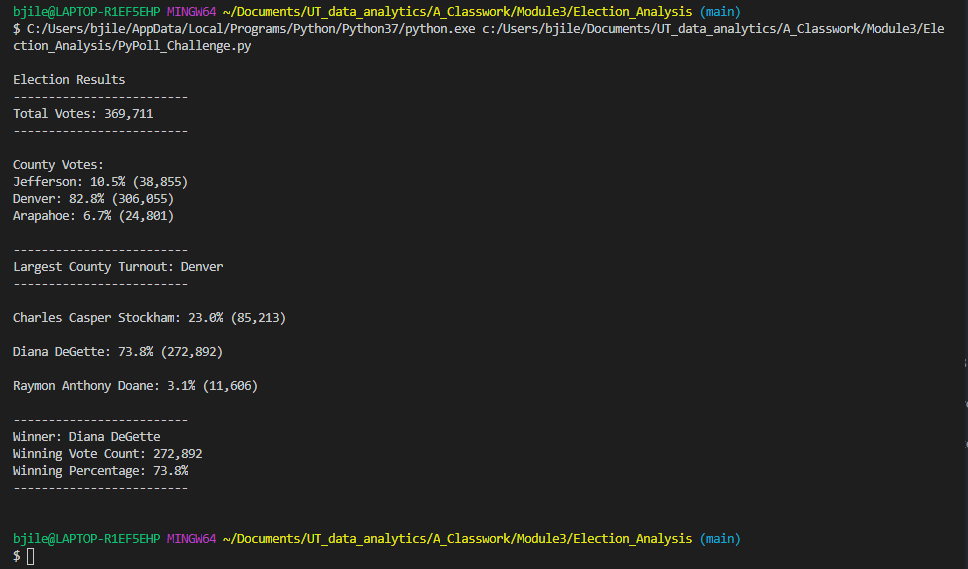 bjile@LAPTOP-R1EF5EHP MINGW64 ~/Documents/UT_data_analytics/A_Classwork/Module3/Election_Analysis (main)
$ C:/Users/bjile/AppData/Local/Programs/Python/Python37/python.exe c:/Users/bjile/Documents/UT_data_analytics/A_Classwork/Module3/Ele
ction_Analysis/PyPoll_Challenge.py
Election Results
-------------------------
Total Votes: 369,711
-------------------------
County Votes:
Jefferson: 10.5% (38,855)
Denver: 82.8% (306,055)
Arapahoe: 6.7% (24,801)
-------------------------
Largest County Turnout: Denver
-------------------------
Charles Casper Stockham: 23.0% (85,213)
Diana DeGette: 73.8% (272,892)
Raymon Anthony Doane: 3.1% (11,606)
-------------------------
Winner: Diana DeGette
Winning Vote Count: 272,892
Winning Percentage: 73.8%
-------------------------
bjile@LAPTOP-R1EF5EHP MINGW64 ~/Documents/UT_data_analytics/A_Classwork/Module3/Election_Analysis (main)
$